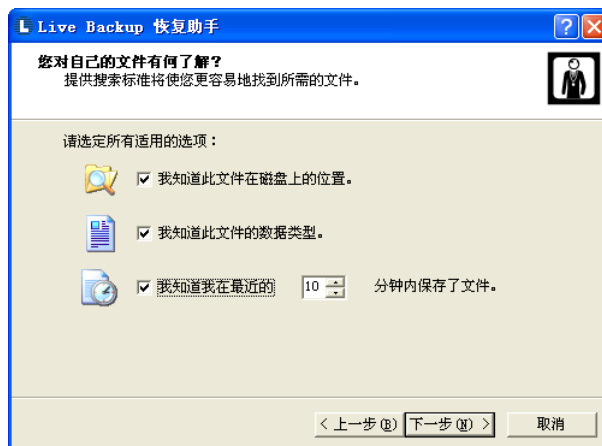 Live Backup 恢复助手
您对自己的文件有何了解？
提供搜索标准将使您更容易地找到所需的文件。
请选定所有适用的选项：
我知道此文件在磁盘上的位置。
我知道此文件的数据类型。
我知道我在最近的 10 分钟内保存了文件。
< 上一步(B) 下一步(N) > 取消